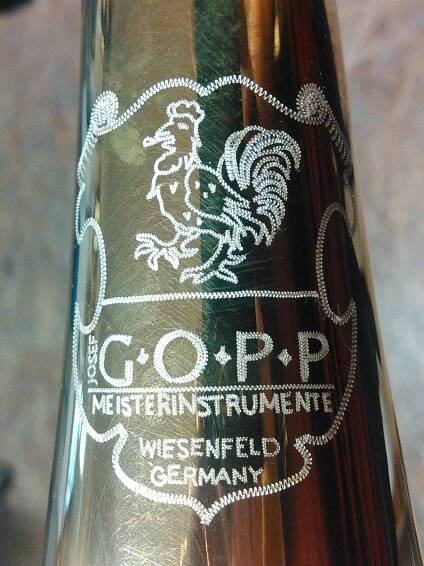 JOSEF
G·O·P·P
MEISTERINSTRUMENTE
WIESENFELD
GERMANY